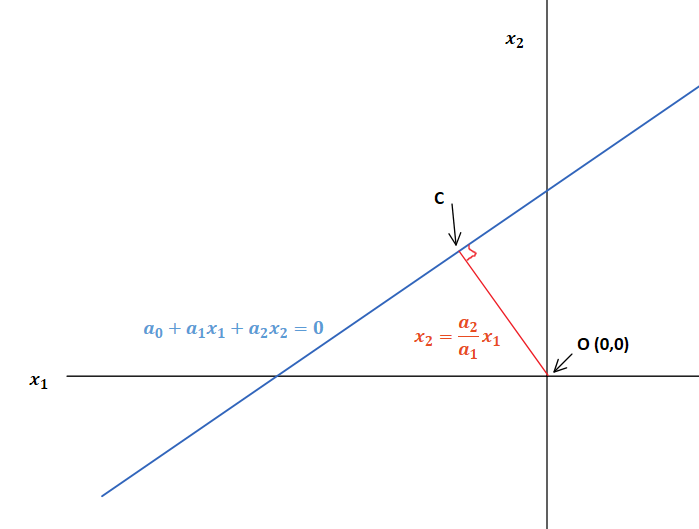 x₂
C
a₀ + a₁x₁ + a₂x₂ = 0
x₂ = a₂/a₁ x₁
O (0,0)
x₁